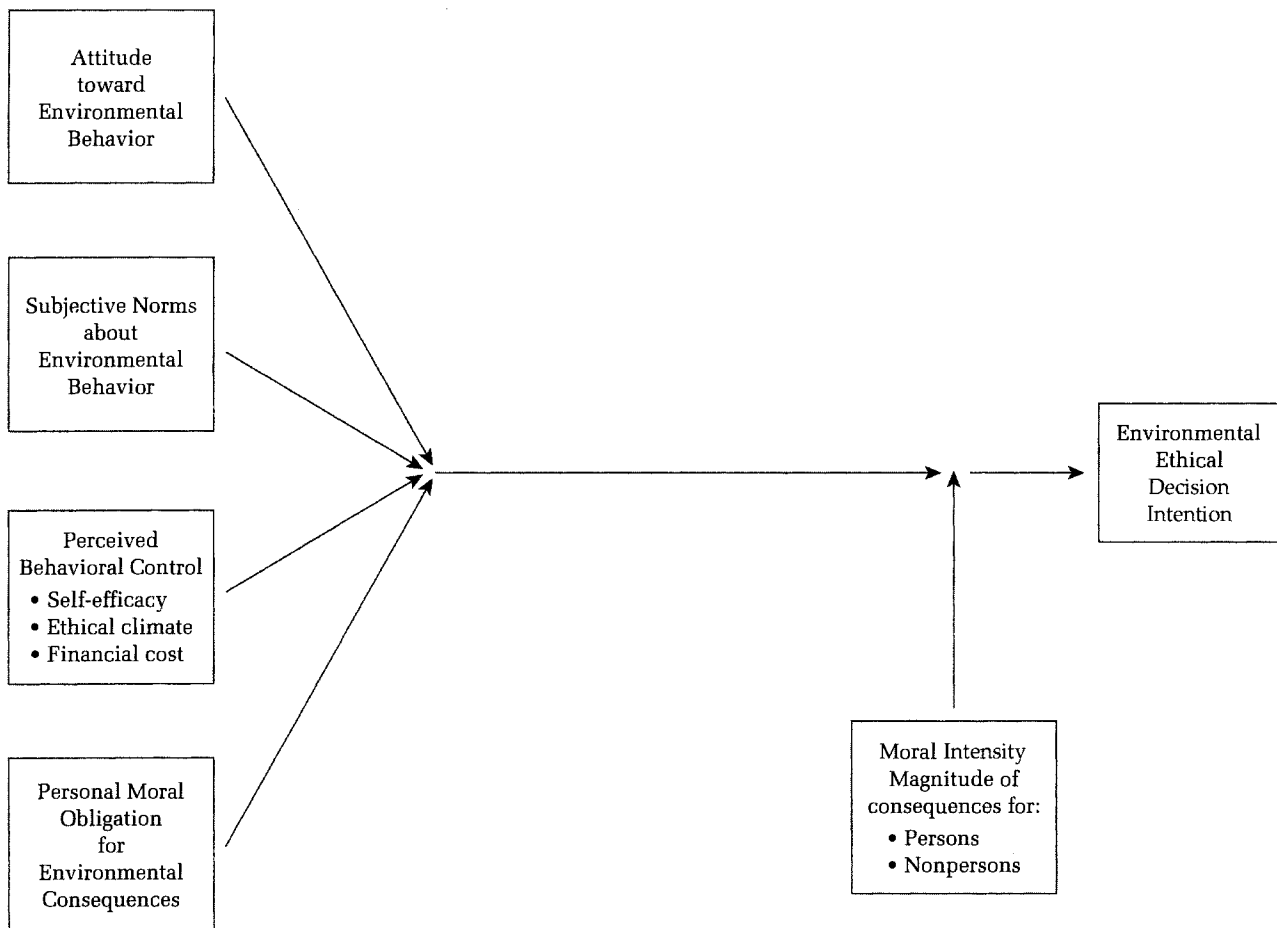 Attitude
toward
Environmental
Behavior
Subjective Norms
about
Environmental
Behavior
Perceived
Behavioral Control
• Self-efficacy
• Ethical climate
• Financial cost
Personal Moral
Obligation
for
Environmental
Consequences
Moral Intensity
Magnitude of
consequences for:
• Persons
• Nonpersons
Environmental
Ethical
Decision
Intention